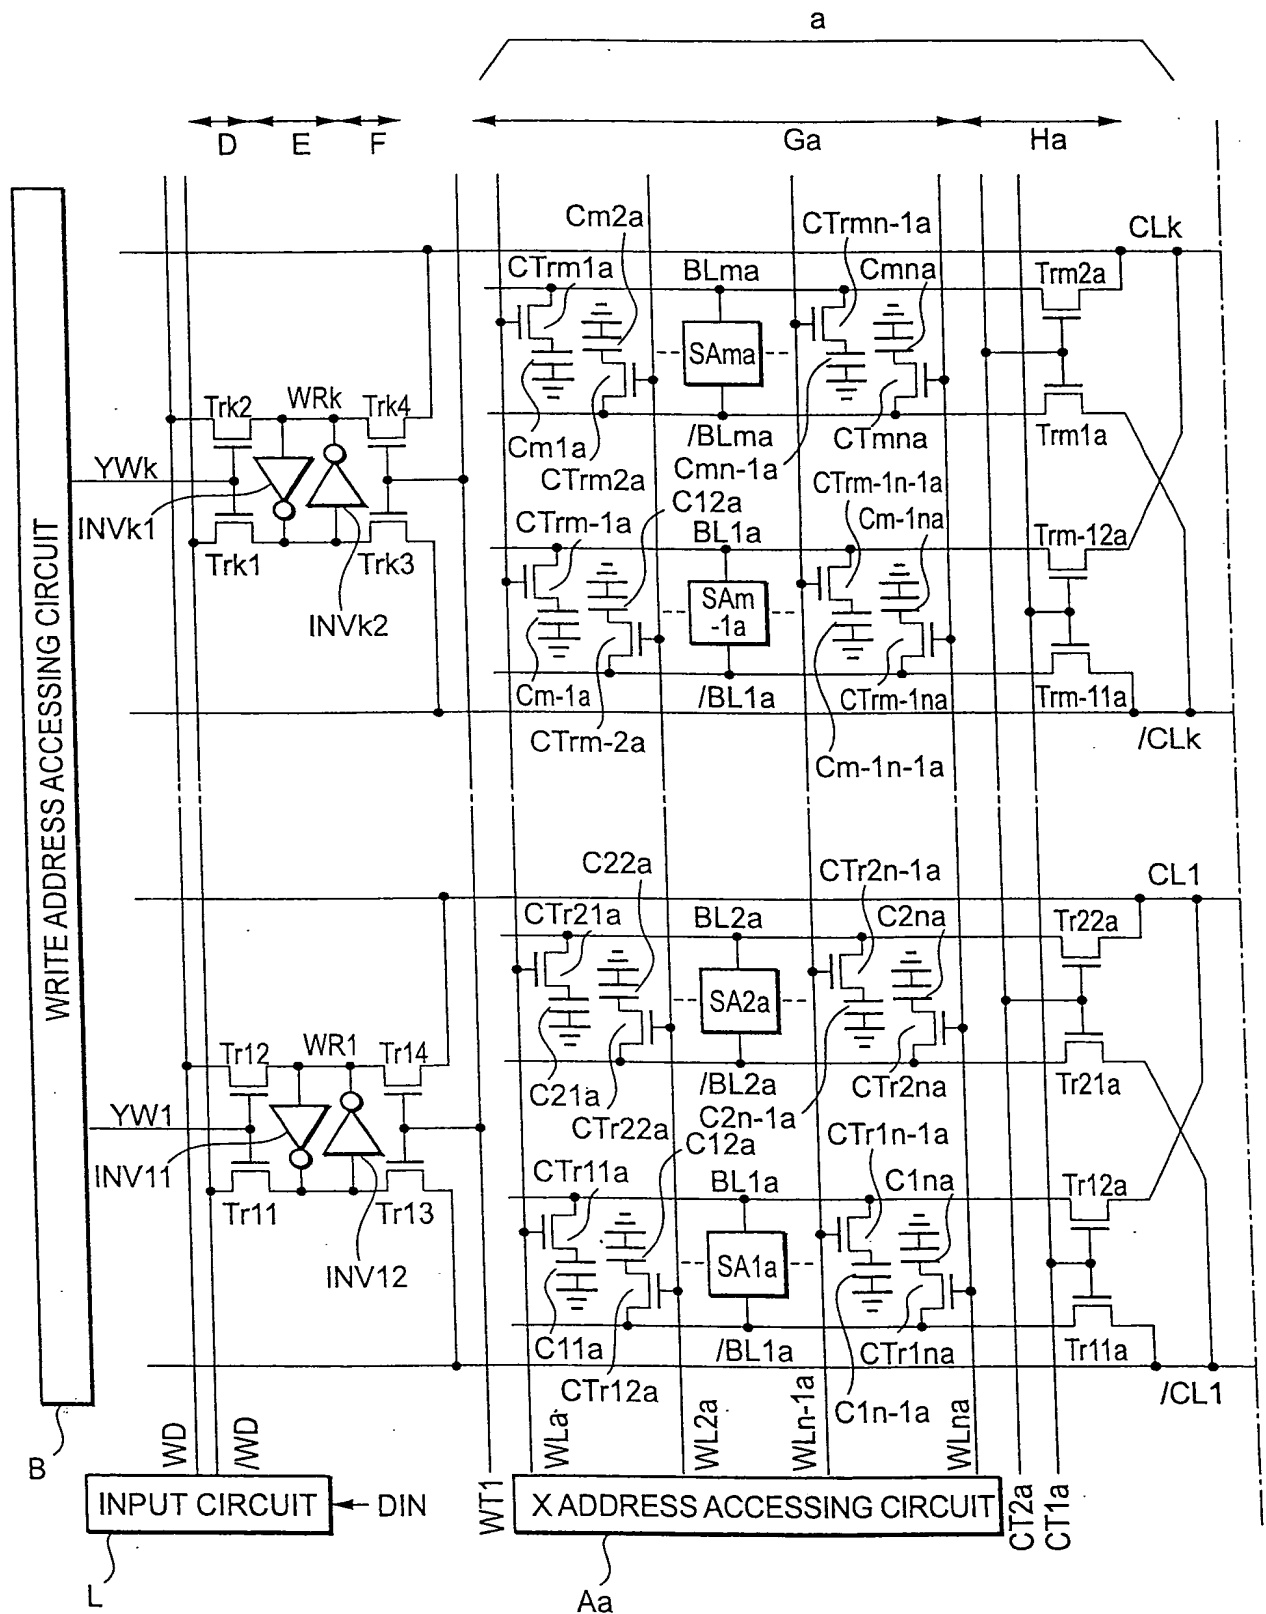 a
D E F Ga Ha
Cm2a CTrmn-1a CLk
CTrm1a BLma Cmna Trm2a
SAma
Trk2 WRk Trk4
/BLma CTmna Trm1a
Cm1a Cmn-1a
YWk CTrm2a CTrm-1n-1a
C12a
INVk1 CTrm-1a BL1a Cm-1na Trm-12a
Trk1 Trk3
SAm
-1a
INVk2
Cm-1a /BL1a CTrm-1na Trm-11a
CTrm-2a /CLk
Cm-1n-1a
WRITE ADDRESS ACCESSING CIRCUIT
C22a CTr2n-1a CL1
CTr21a BL2a C2na Tr22a
SA2a
Tr12 WR1 Tr14
C21a /BL2a CTr2na Tr21a
YW1 CTr22a C2n-1a
C12a CTr1n-1a
INV11 CTr11a BL1a C1na Tr12a
Tr11 Tr13
INV12 SA1a
C11a /BL1a CTr1na Tr11a
CTr12a C1n-1a /CL1
B WD /WD WT1 WLa WL2a WLn-1a WLna CT2a CT1a
INPUT CIRCUIT DIN X ADDRESS ACCESSING CIRCUIT
L Aa